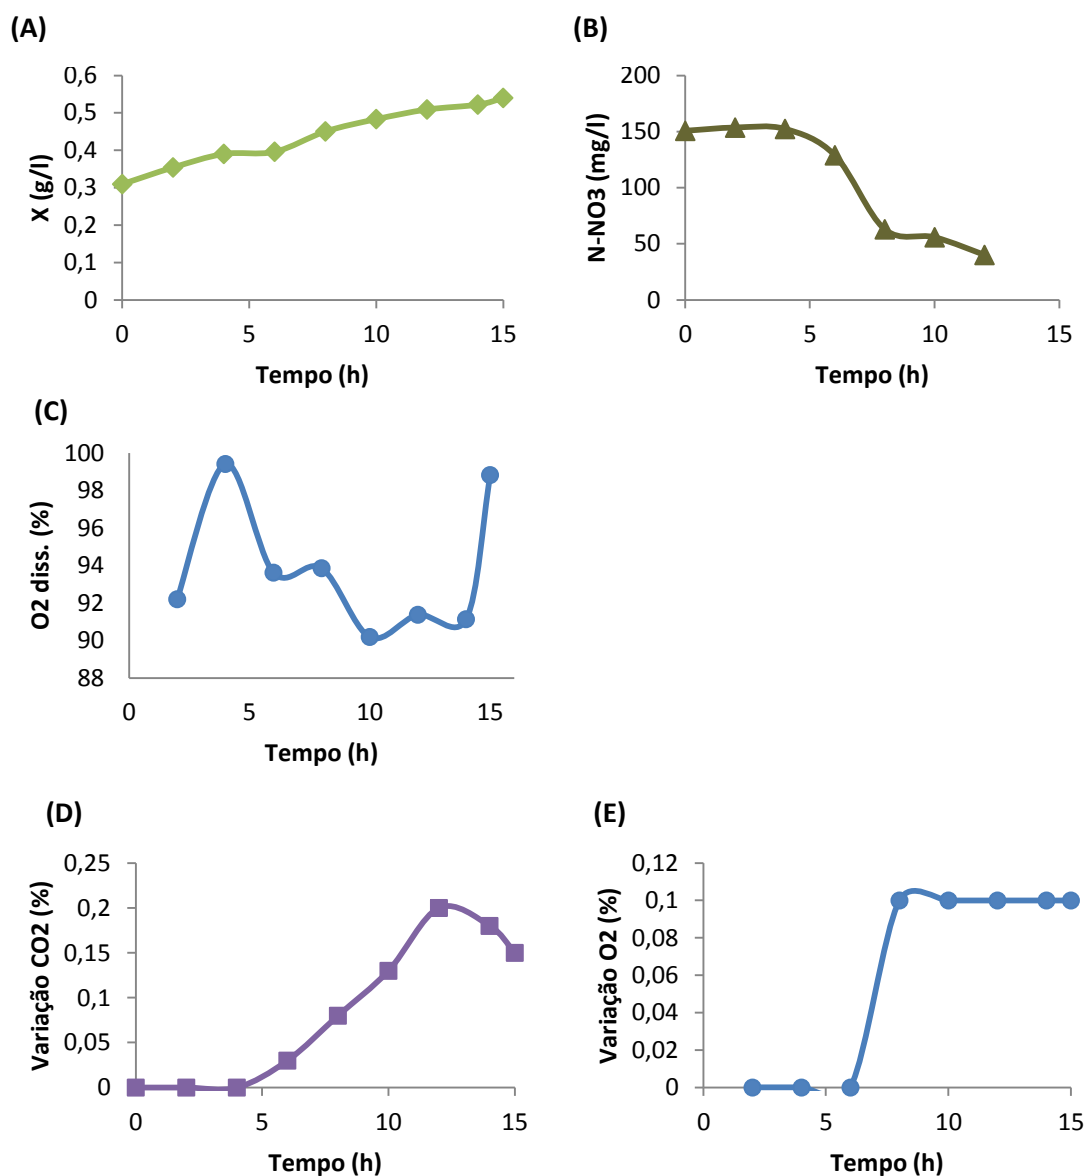 (A)
(B)
0,6
0,5
0,4
0,3
0,2
0,1
0
X (g/l)
0 5 10 15
Tempo (h)
200
150
100
50
0
N-NO3 (mg/l)
0 5 10 15
Tempo (h)
(C)
100
98
96
94
92
90
88
O2 diss. (%)
0 5 10 15
Tempo (h)
(D)
(E)
0,25
0,2
0,15
0,1
0,05
0
Variação CO2 (%)
0 5 10 15
Tempo (h)
0,12
0,1
0,08
0,06
0,04
0,02
0
Variação O2 (%)
0 5 10 15
Tempo (h)